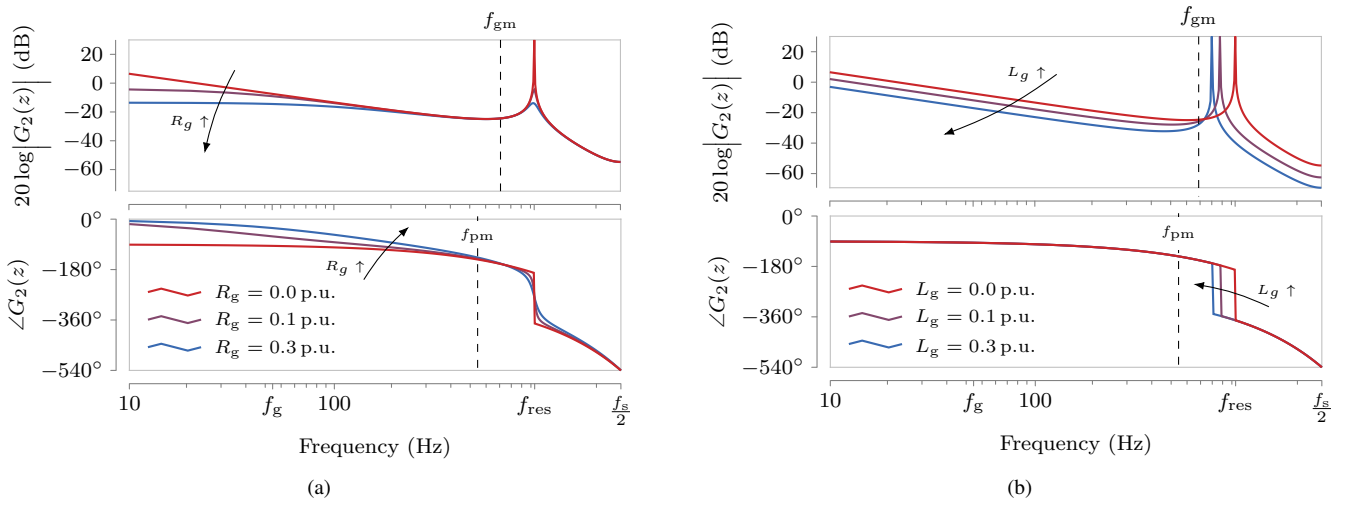 f_gm
20 log|G_2(z)| (dB)
20
0
−20
−40
−60
R_g ↑
∠G_2(z)
0°
−180°
−360°
−540°
f_pm
R_g ↑
R_g = 0.0 p.u.
R_g = 0.1 p.u.
R_g = 0.3 p.u.
10 f_g 100 f_res f_s/2
Frequency (Hz)
(a)
f_gm
20 log|G_2(z)| (dB)
20
0
−20
−40
−60
L_g ↑
∠G_2(z)
0°
−180°
−360°
−540°
f_pm
L_g ↑
L_g = 0.0 p.u.
L_g = 0.1 p.u.
L_g = 0.3 p.u.
10 f_g 100 f_res f_s/2
Frequency (Hz)
(b)